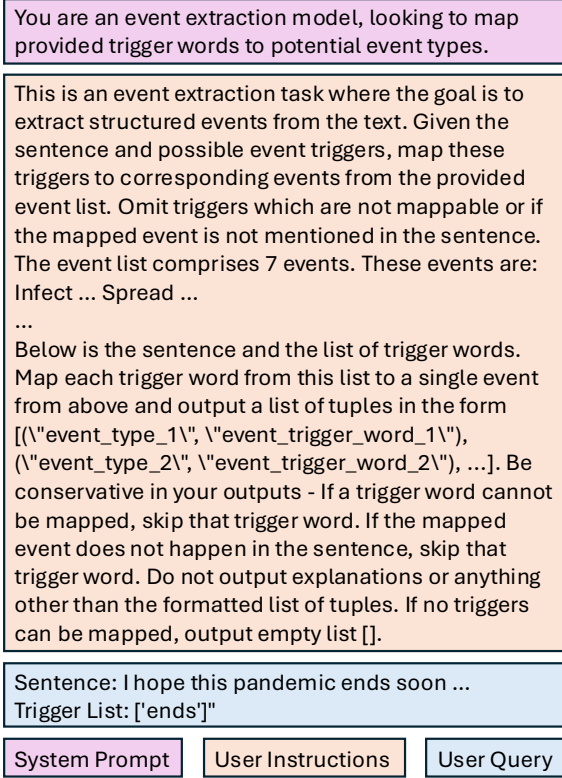 You are an event extraction model, looking to map
provided trigger words to potential event types.
This is an event extraction task where the goal is to
extract structured events from the text. Given the
sentence and possible event triggers, map these
triggers to corresponding events from the provided
event list. Omit triggers which are not mappable or if
the mapped event is not mentioned in the sentence.
The event list comprises 7 events. These events are:
Infect ... Spread ...
...
Below is the sentence and the list of trigger words.
Map each trigger word from this list to a single event
from above and output a list of tuples in the form
[(\"event_type_1\", \"event_trigger_word_1\"),
(\"event_type_2\", \"event_trigger_word_2\"), ...]. Be
conservative in your outputs - If a trigger word cannot
be mapped, skip that trigger word. If the mapped
event does not happen in the sentence, skip that
trigger word. Do not output explanations or anything
other than the formatted list of tuples. If no triggers
can be mapped, output empty list [].
Sentence: I hope this pandemic ends soon ...
Trigger List: ['ends']"
System Prompt
User Instructions
User Query